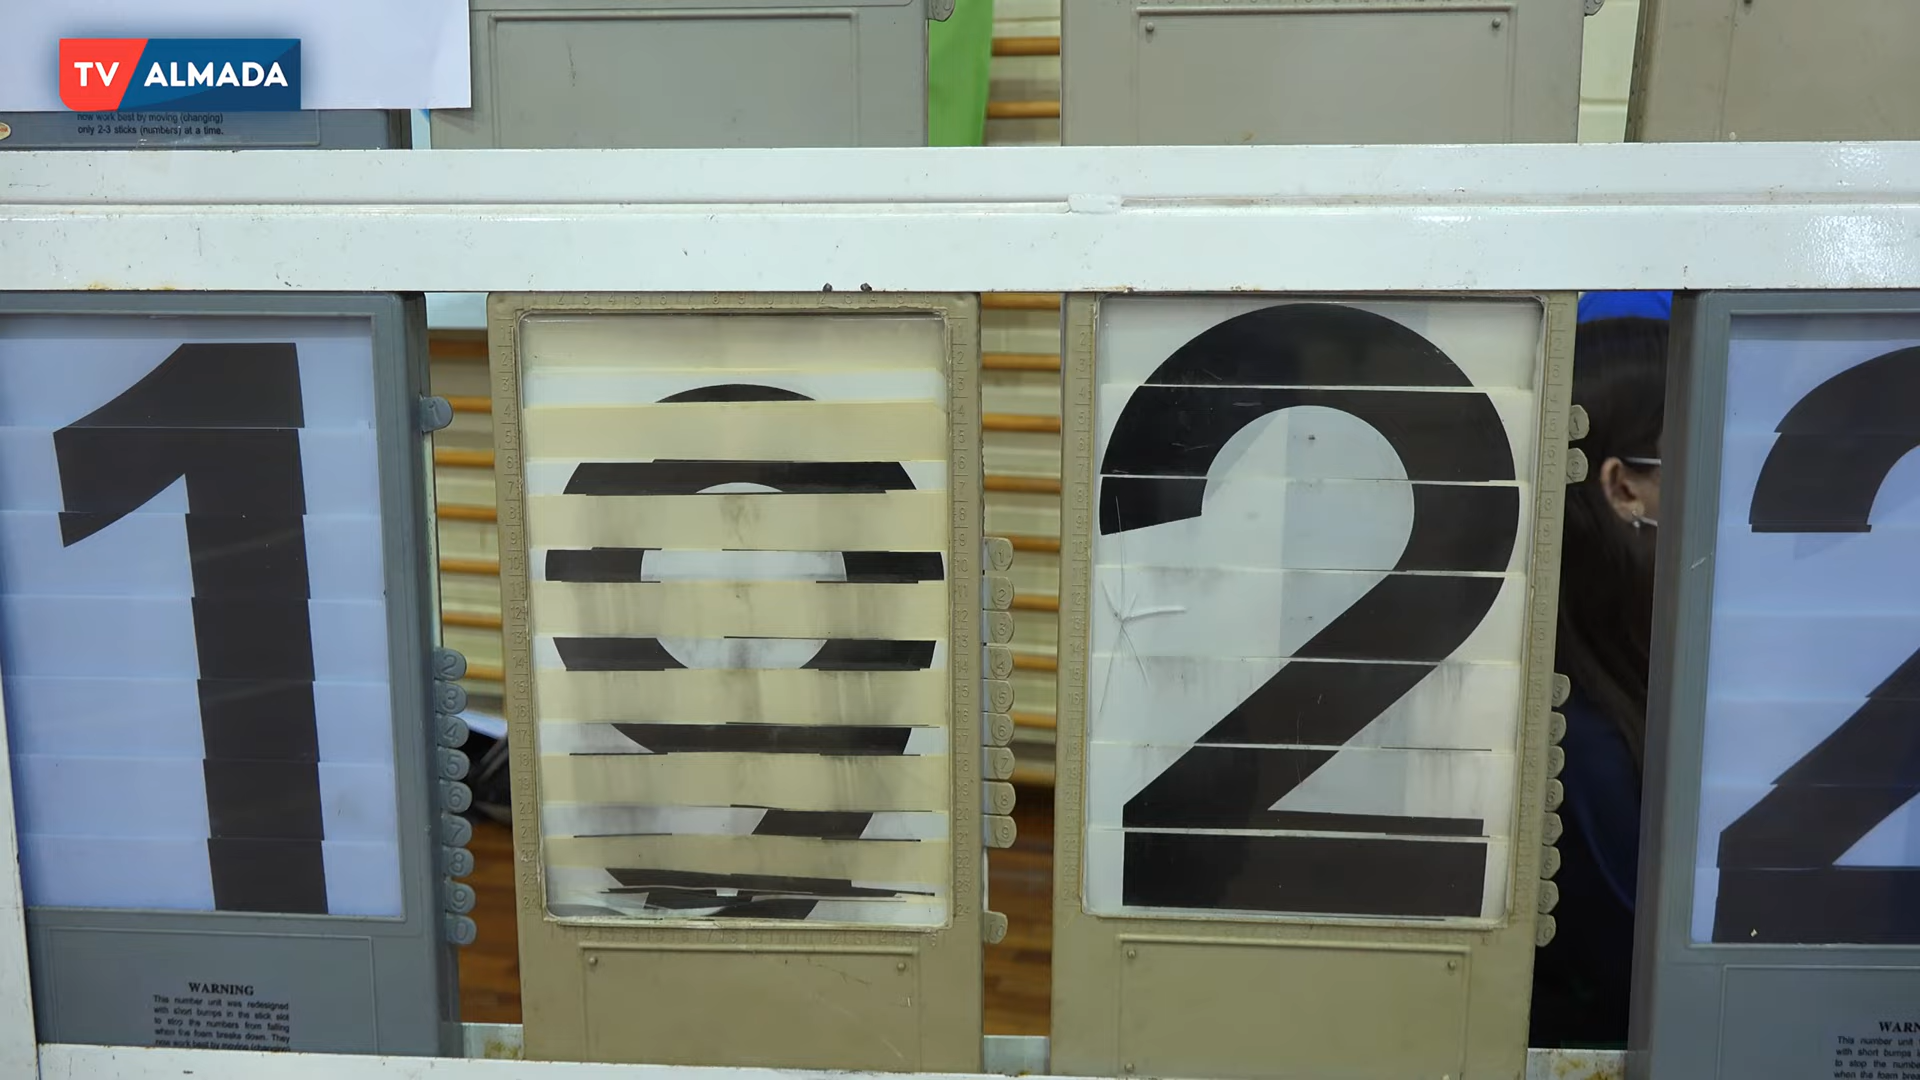 TV ALMADA
now work best by moving (changing)
only 2-3 sticks (numbers) at a time.
1
2
2
WARNING
This number unit was redesigned
with short bumps in the stick slot
to stop the numbers from falling
when the foam breaks down. They
now work best by moving (changing)
WARN
This number unit
with short bumps
to stop the numbe
when the foam brea